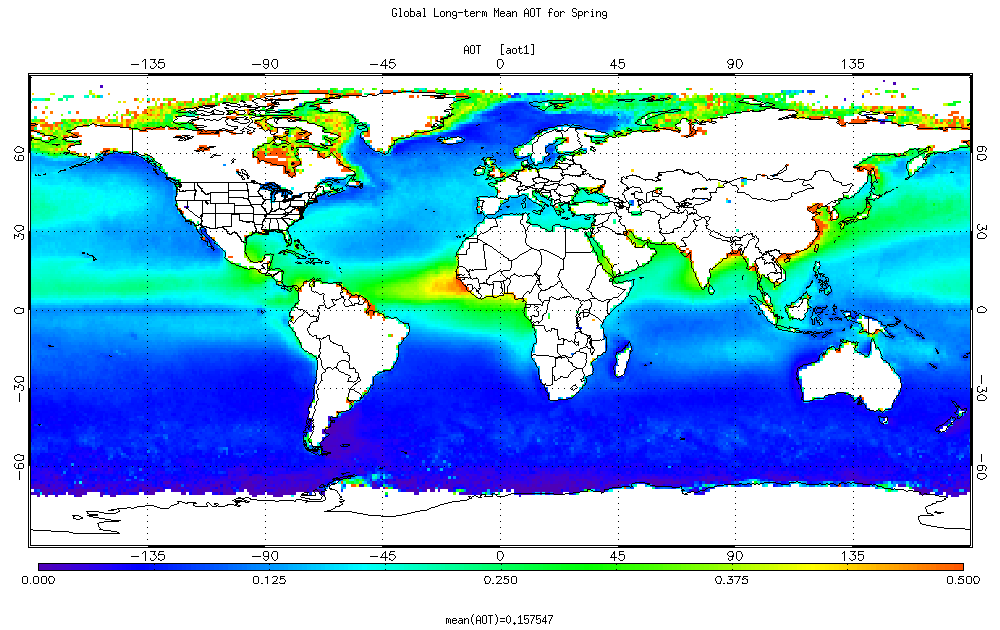 Global Long-term Mean AOT for Spring
AOT [aot1]
-135 -90 -45 0 45 90 135
60 60
30 30
0 0
-30 -30
-60 -60
-135 -90 -45 0 45 90 135
0.000 0.125 0.250 0.375 0.500
mean(AOT)=0.157547